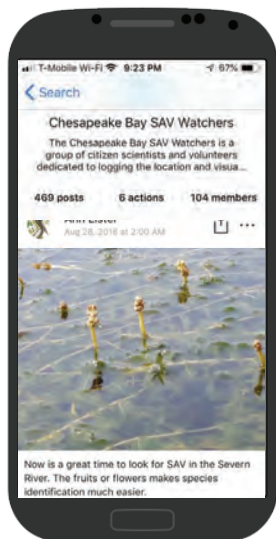 T-Mobile Wi-Fi 9:23 PM 67%
Search
Chesapeake Bay SAV Watchers
The Chesapeake Bay SAV Watchers is a
group of citizen scientists and volunteers
dedicated to logging the location and visua...
469 posts 6 actions 104 members
Aug 28, 2018 at 2:00 AM
Now is a great time to look for SAV in the Severn
River. The fruits or flowers makes species
identification much easier.